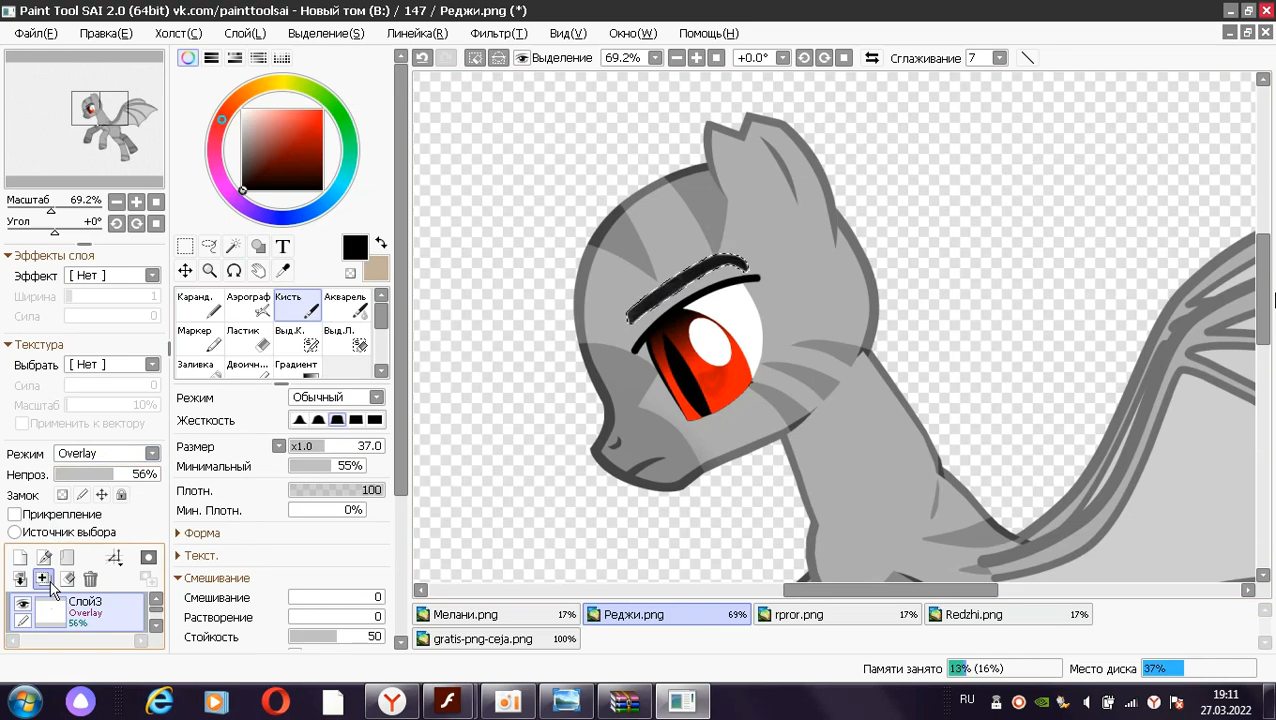 Paint Tool SAI 2.0 (64bit) vk.com/painttoolsai - Новый том (B:) / 147 / Реджи.png (*)
Файл(F) Правка(E) Холст(C) Слой(L) Выделение(S) Линейка(R) Фильтр(T) Вид(V) Окно(W) Помощь(H)
Выделение 69.2% +0.0° Сглаживание 7
Масштаб 69.2%
Угол +0°
Эффекты слоя
Эффект [ Нет ]
Ширина 1
Сила 0
Текстура
Выбрать [ Нет ]
Сила 0
Масштаб 10%
Применить к вектору
Режим Overlay
Непроз. 56%
Замок
Прикрепление
Источник выбора
Слой3
Overlay
56%
T
Каранд. Аэрограф Кисть Акварель
Маркер Ластик Выд.К. Выд.Л.
Заливка Двоичн... Градиент
Режим Обычный
Жесткость
Размер x1.0 37.0
Минимальный 55%
Плотн. 100
Мин. Плотн. 0%
Форма
Текст.
Смешивание
Смешивание 0
Растворение 0
Стойкость 50
Мелани.png 17% Реджи.png 69% rpror.png 17% Redzhi.png 17%
gratis-png-ceja.png 100%
Памяти занято 13% (16%) Место диска 37%
RU 19:11
27.03.2022